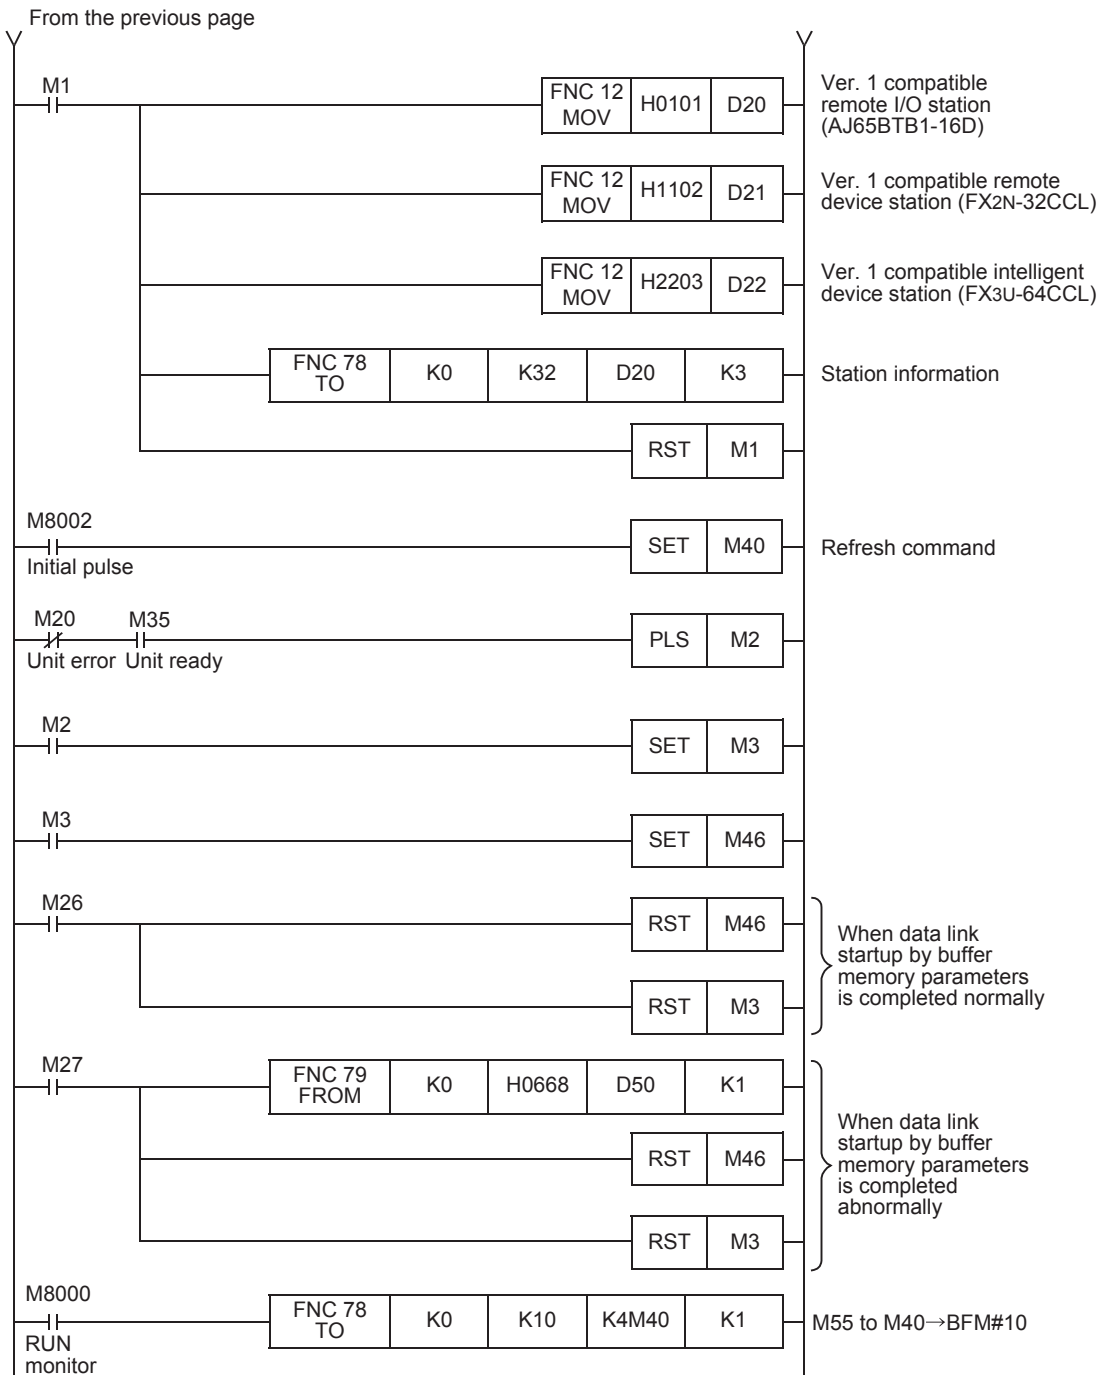 From the previous page
M1
FNC 12
MOV
H0101
D20
Ver. 1 compatible
remote I/O station
(AJ65BTB1-16D)
FNC 12
MOV
H1102
D21
Ver. 1 compatible remote
device station (FX2N-32CCL)
FNC 12
MOV
H2203
D22
Ver. 1 compatible intelligent
device station (FX3U-64CCL)
FNC 78
TO
K0
K32
D20
K3
Station information
RST
M1
M8002
Initial pulse
SET
M40
Refresh command
M20
Unit error
M35
Unit ready
PLS
M2
M2
SET
M3
M3
SET
M46
M26
RST
M46
RST
M3
When data link
startup by buffer
memory parameters
is completed normally
M27
FNC 79
FROM
K0
H0668
D50
K1
RST
M46
RST
M3
When data link
startup by buffer
memory parameters
is completed
abnormally
M8000
RUN
monitor
FNC 78
TO
K0
K10
K4M40
K1
M55 to M40→BFM#10